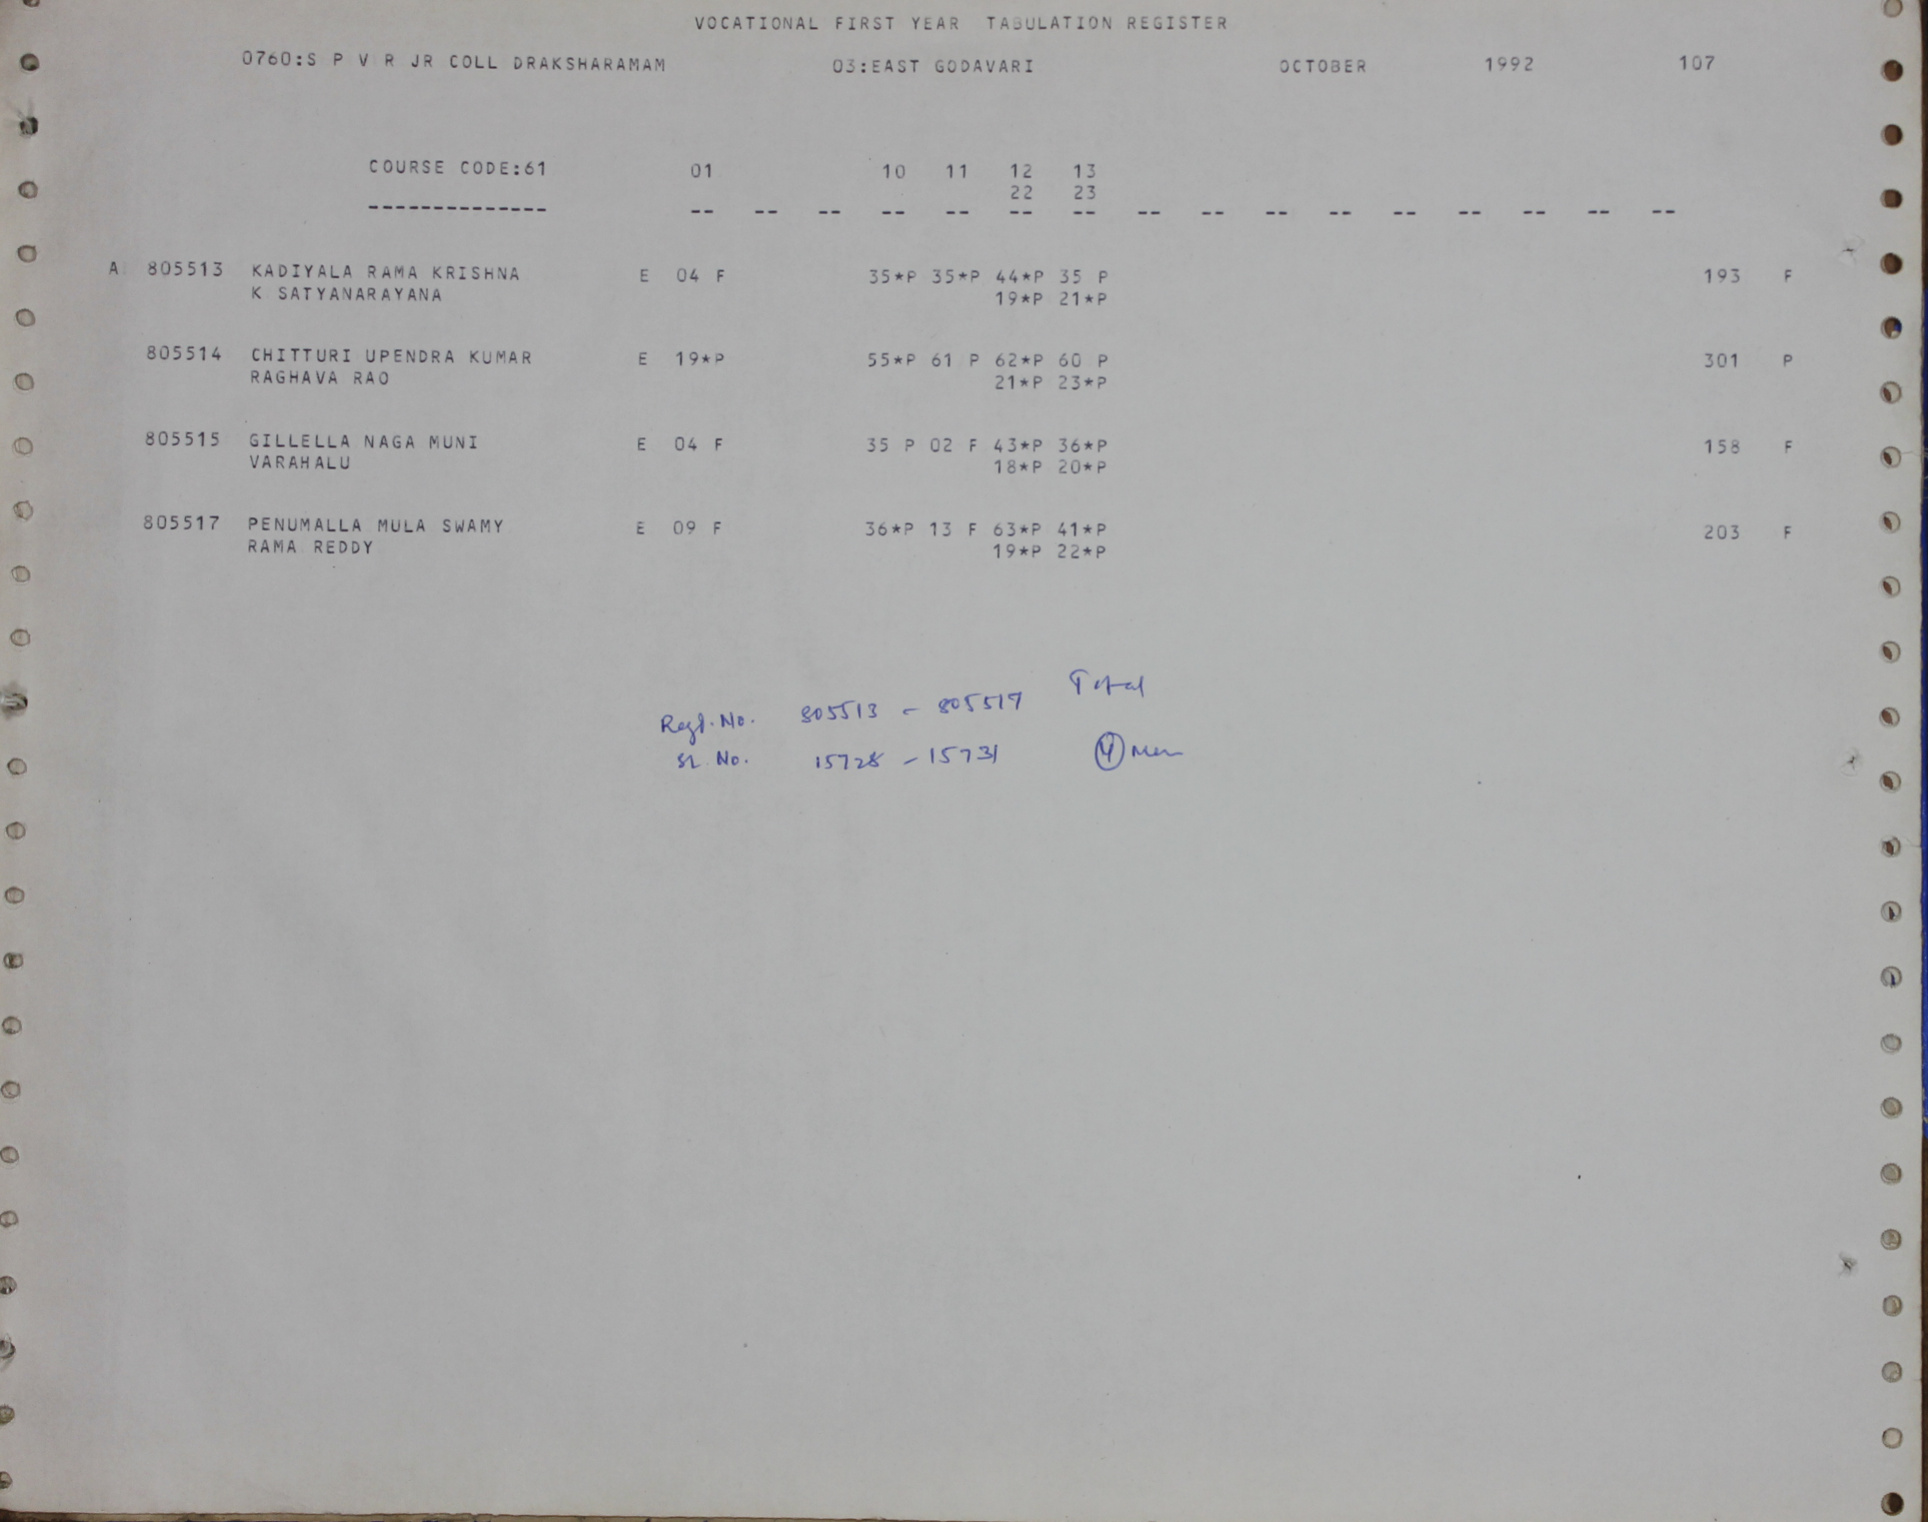 VOCATIONAL FIRST YEAR TABULATION REGISTER
0760:S P V R JR COLL DRAKSHARAMAM 03:EAST GODAVARI OCTOBER 1992 107
COURSE CODE:61 01 10 11 12 13
22 23
-------------- -- -- -- -- -- -- -- -- -- -- -- -- -- -- -- --
A 805513 KADIYALA RAMA KRISHNA E 04 F 35*P 35*P 44*P 35 P 193 F
K SATYANARAYANA 19*P 21*P
805514 CHITTURI UPENDRA KUMAR E 19*P 55*P 61 P 62*P 60 P 301 P
RAGHAVA RAO 21*P 23*P
805515 GILLELLA NAGA MUNI E 04 F 35 P 02 F 43*P 36*P 158 F
VARAHALU 18*P 20*P
805517 PENUMALLA MULA SWAMY E 09 F 36*P 13 F 63*P 41*P 203 F
RAMA REDDY 19*P 22*P
Regd. No. 805513 - 805517 Total
Sl. No. 15728 - 15731 4 Men